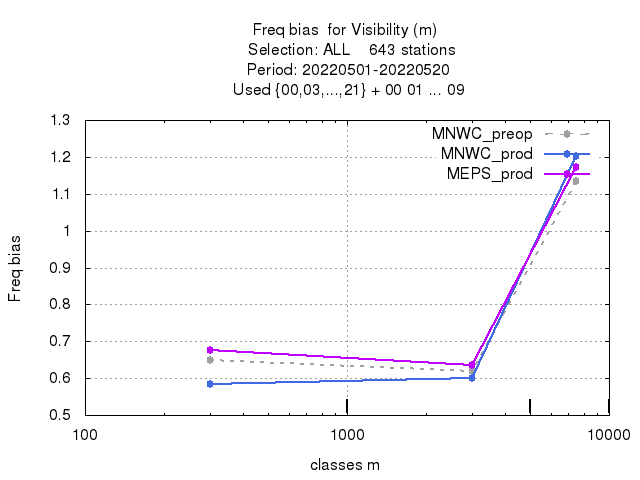 Freq bias  for Visibility (m)
Selection: ALL    643 stations
Period: 20220501-20220520
Used {00,03,...,21} + 00 01 ... 09
MNWC_preop
MNWC_prod
MEPS_prod
1.3
1.2
1.1
1
0.9
0.8
0.7
0.6
0.5
Freq bias
100
1000
10000
classes m